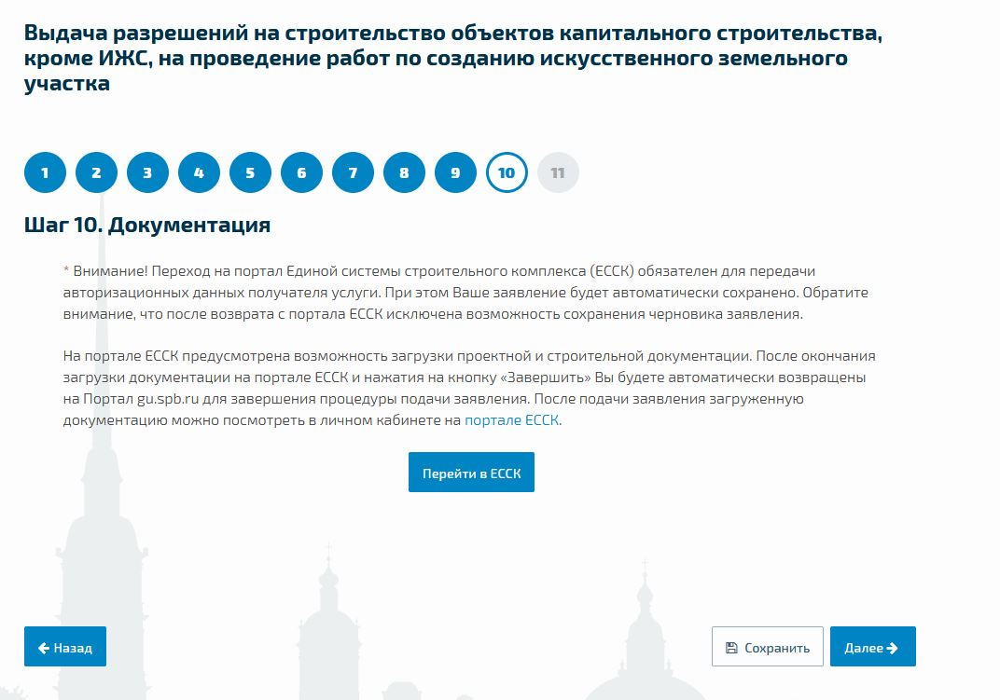 Выдача разрешений на строительство объектов капитального строительства,
кроме ИЖС, на проведение работ по созданию искусственного земельного
участка
1 2 3 4 5 6 7 8 9 10 11
Шаг 10. Документация
* Внимание! Переход на портал Единой системы строительного комплекса (ЕССК) обязателен для передачи
авторизационных данных получателя услуги. При этом Ваше заявление будет автоматически сохранено. Обратите
внимание, что после возврата с портала ЕССК исключена возможность сохранения черновика заявления.
На портале ЕССК предусмотрена возможность загрузки проектной и строительной документации. После окончания
загрузки документации на портале ЕССК и нажатия на кнопку «Завершить» Вы будете автоматически возвращены
на Портал gu.spb.ru для завершения процедуры подачи заявления. После подачи заявления загруженную
документацию можно посмотреть в личном кабинете на портале ЕССК.
Перейти в ЕССК
Назад Сохранить Далее